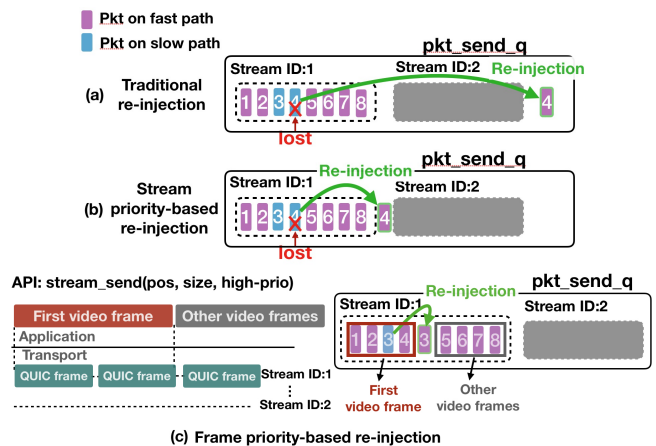 Pkt on fast path
Pkt on slow path
pkt_send_q
(a) Traditional re-injection
Stream ID:1
Stream ID:2
Re-injection
1 2 3 4 5 6 7 8
4
lost
pkt_send_q
(b) Stream priority-based re-injection
Stream ID:1
Re-injection
Stream ID:2
1 2 3 4 5 6 7 8 4
lost
API: stream_send(pos, size, high-prio)
First video frame
Other video frames
Application
Transport
QUIC frame
QUIC frame
QUIC frame
Stream ID:1
Stream ID:2
pkt_send_q
Re-injection
Stream ID:1
Stream ID:2
1 2 3 4 3 5 6 7 8
First video frame
Other video frames
(c) Frame priority-based re-injection